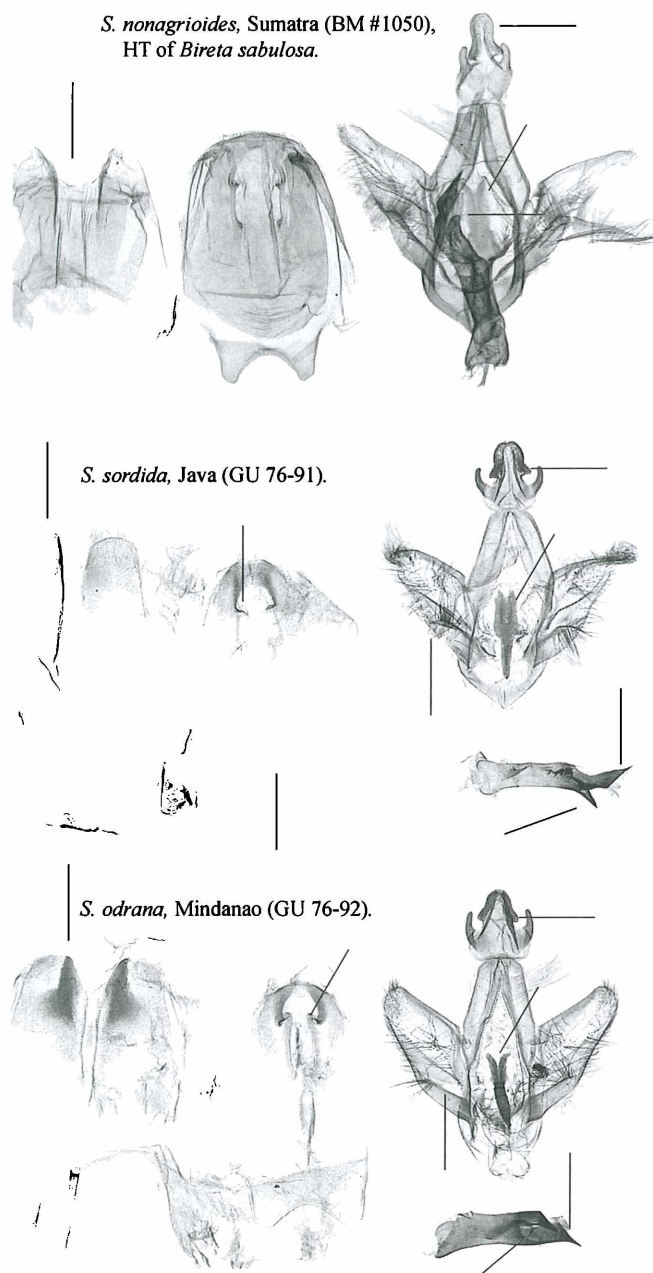 S. nonagrioides, Sumatra (BM #1050),
HT of Bireta sabulosa.
S. sordida, Java (GU 76-91).
S. odrana, Mindanao (GU 76-92).